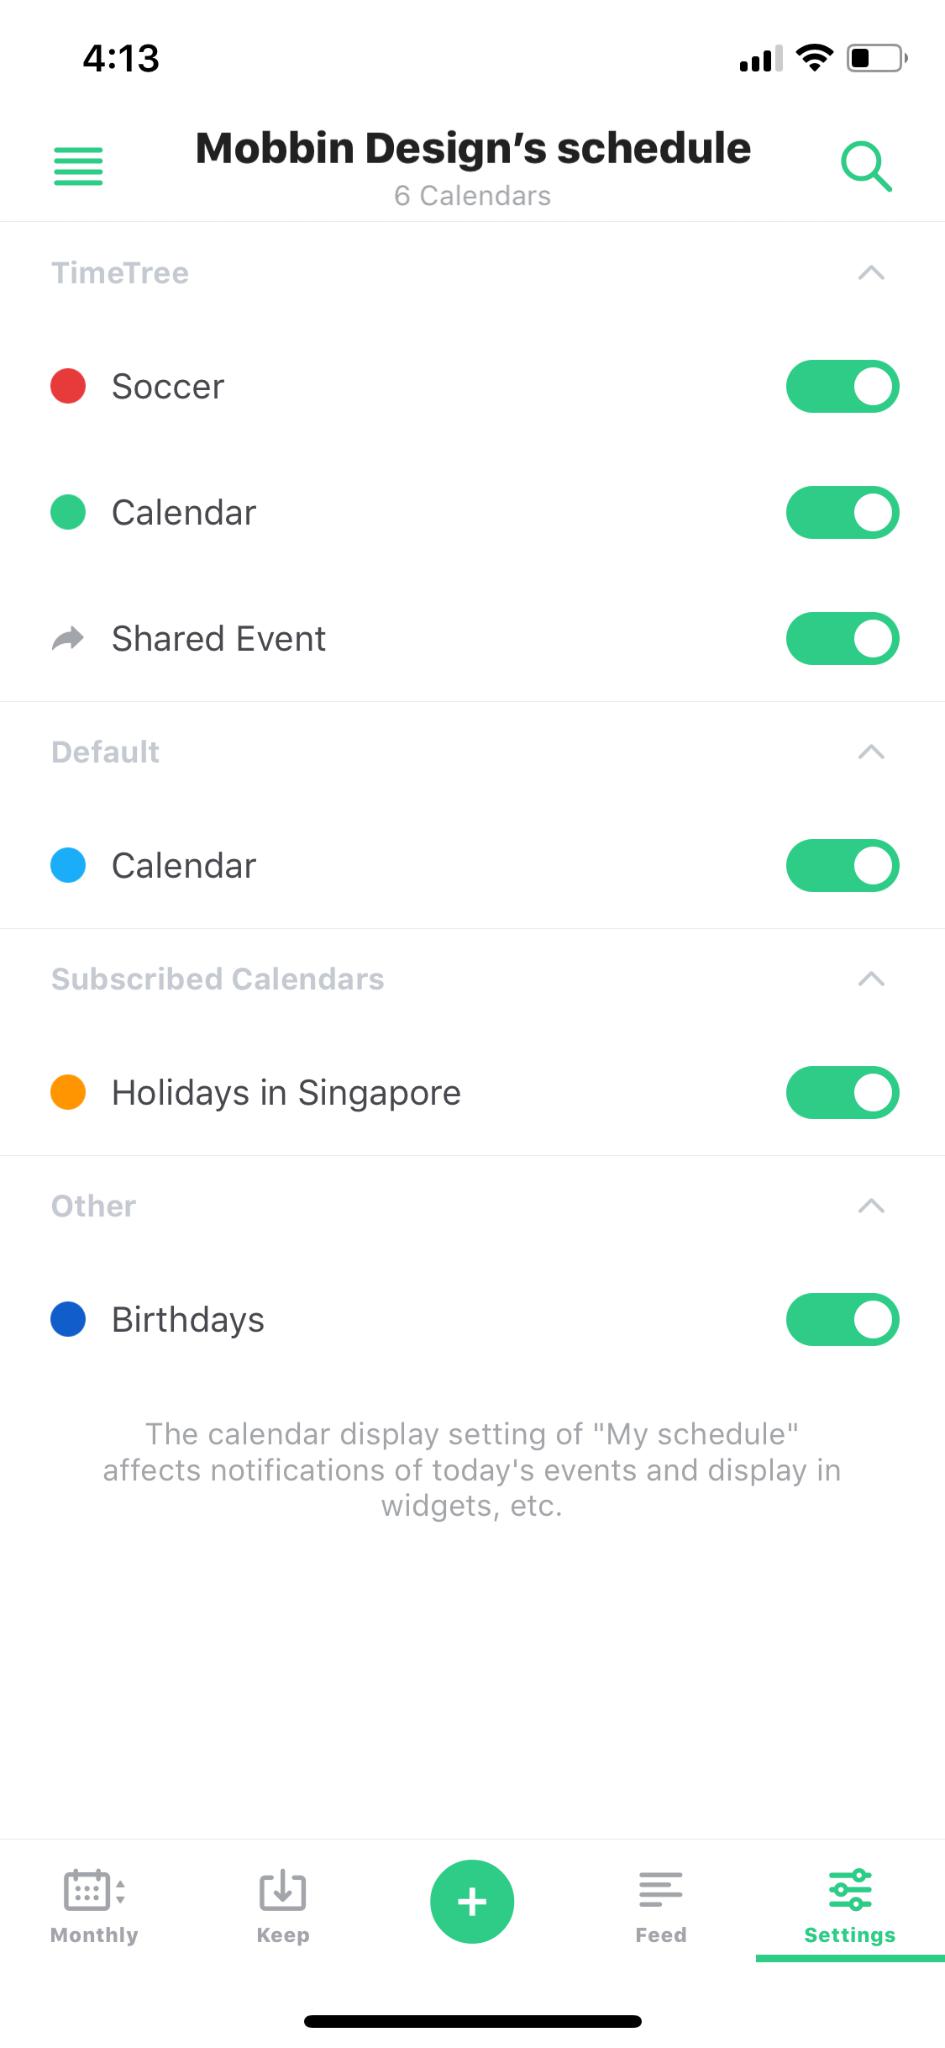 4:13
Mobbin Design’s schedule
6 Calendars
TimeTree
Soccer
Calendar
Shared Event
Default
Calendar
Subscribed Calendars
Holidays in Singapore
Other
Birthdays
The calendar display setting of "My schedule"
affects notifications of today's events and display in
widgets, etc.
Monthly
Keep
Feed
Settings